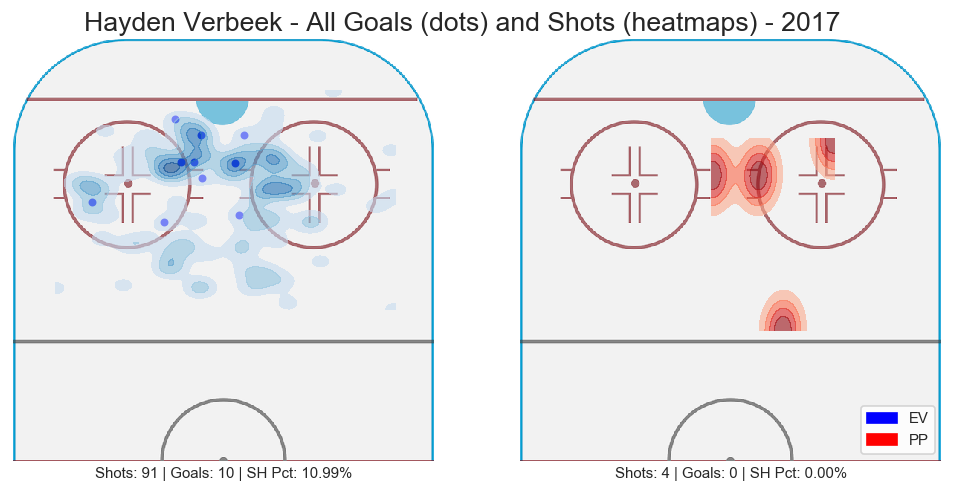 Hayden Verbeek - All Goals (dots) and Shots (heatmaps) - 2017
EV
PP
Shots: 91 | Goals: 10 | SH Pct: 10.99%
Shots: 4 | Goals: 0 | SH Pct: 0.00%